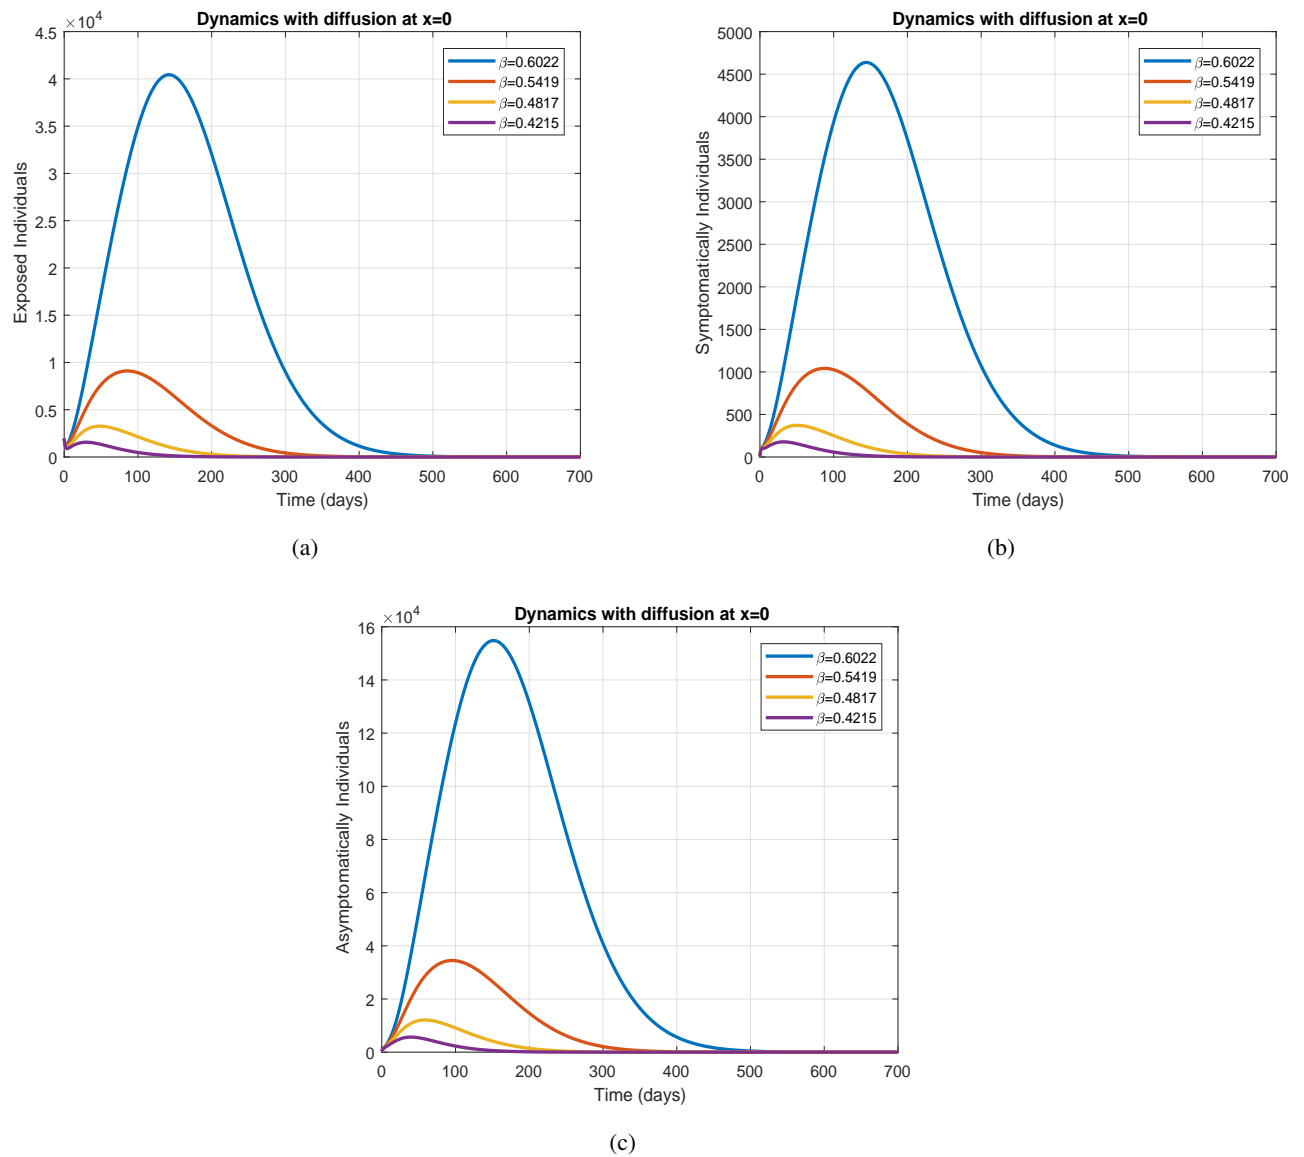 Dynamics with diffusion at x=0
×10⁴
4.5
4
3.5
3
2.5
2
1.5
1
0.5
0
Exposed Individuals
β=0.6022
β=0.5419
β=0.4817
β=0.4215
0 100 200 300 400 500 600 700
Time (days)
(a)
Dynamics with diffusion at x=0
5000
4500
4000
3500
3000
2500
2000
1500
1000
500
0
Symptomatically Individuals
β=0.6022
β=0.5419
β=0.4817
β=0.4215
0 100 200 300 400 500 600 700
Time (days)
(b)
Dynamics with diffusion at x=0
×10⁴
16
14
12
10
8
6
4
2
0
Asymptomatically Individuals
β=0.6022
β=0.5419
β=0.4817
β=0.4215
0 100 200 300 400 500 600 700
Time (days)
(c)